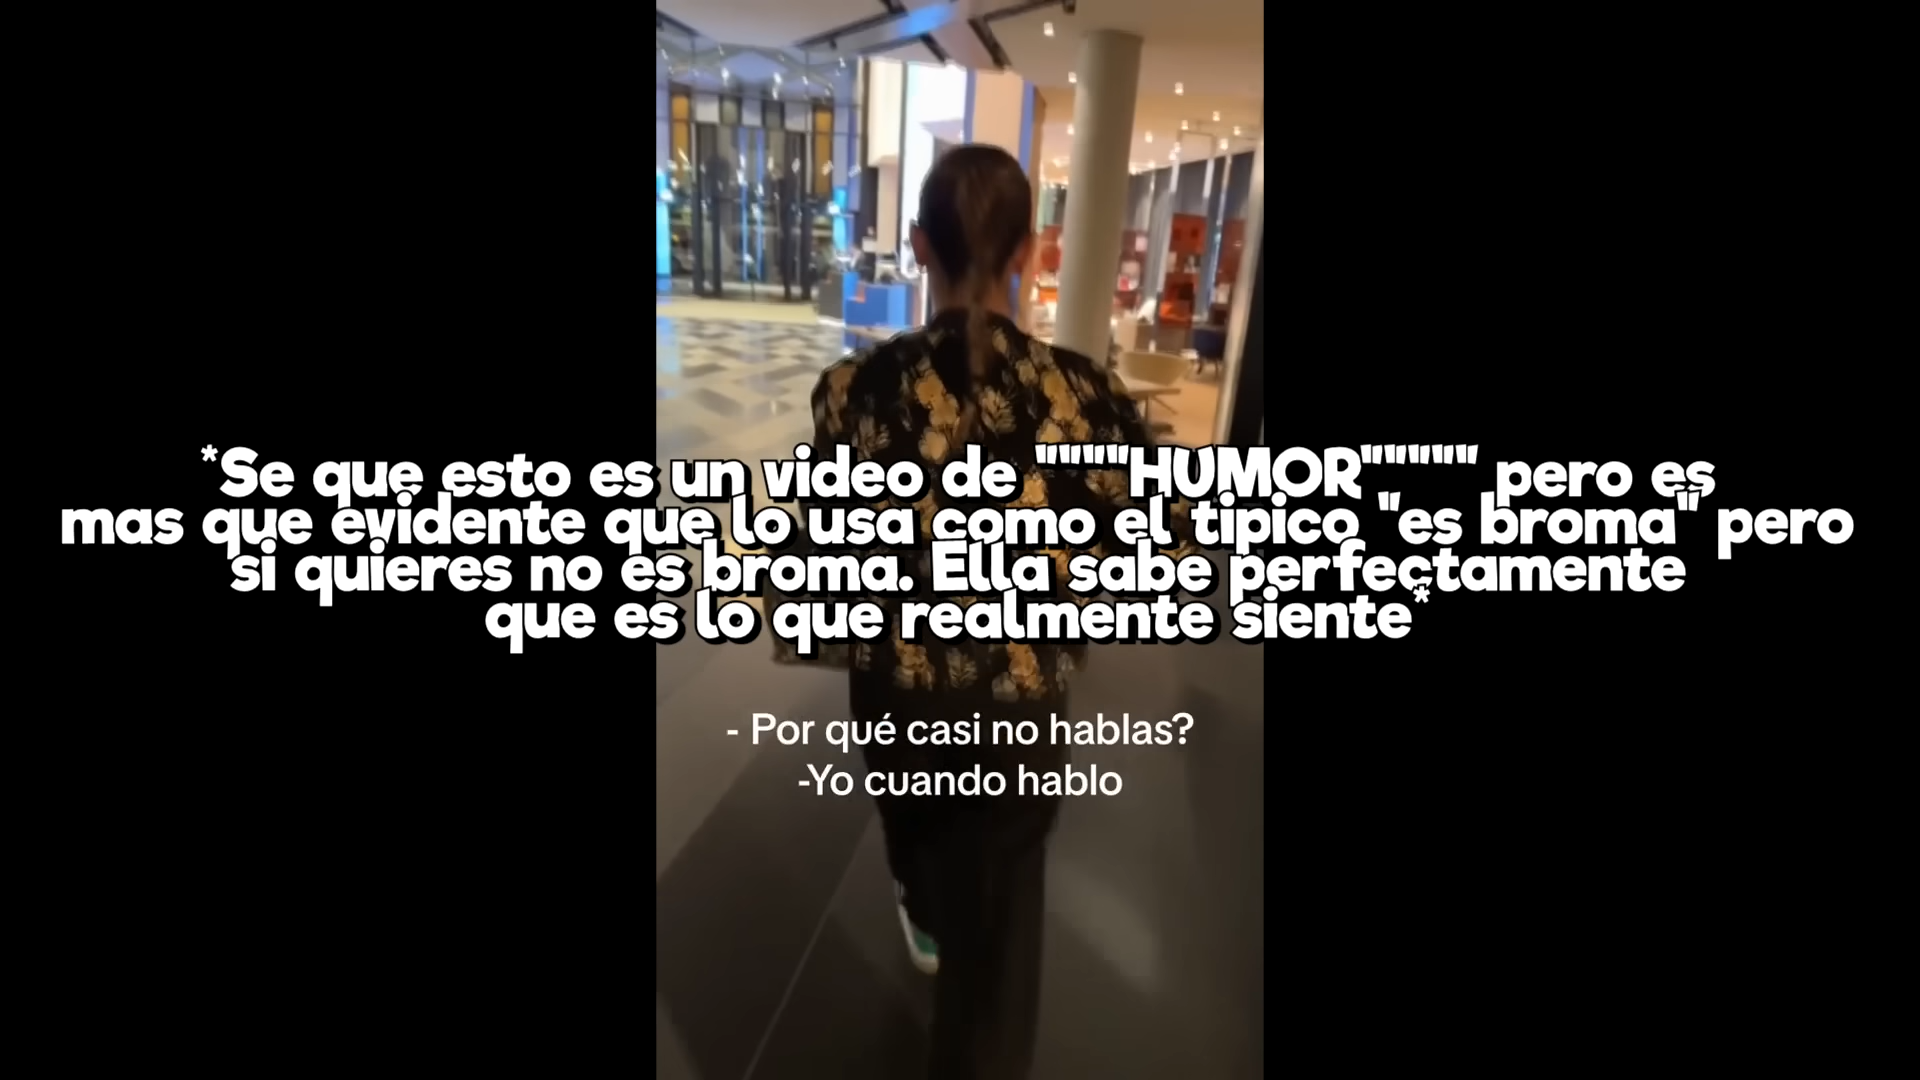 *Se que esto es un video de """"HUMOR""""" pero es
mas que evidente que lo usa como el tipico "es broma" pero
si quieres no es broma. Ella sabe perfectamente
que es lo que realmente siente*
- Por qué casi no hablas?
-Yo cuando hablo